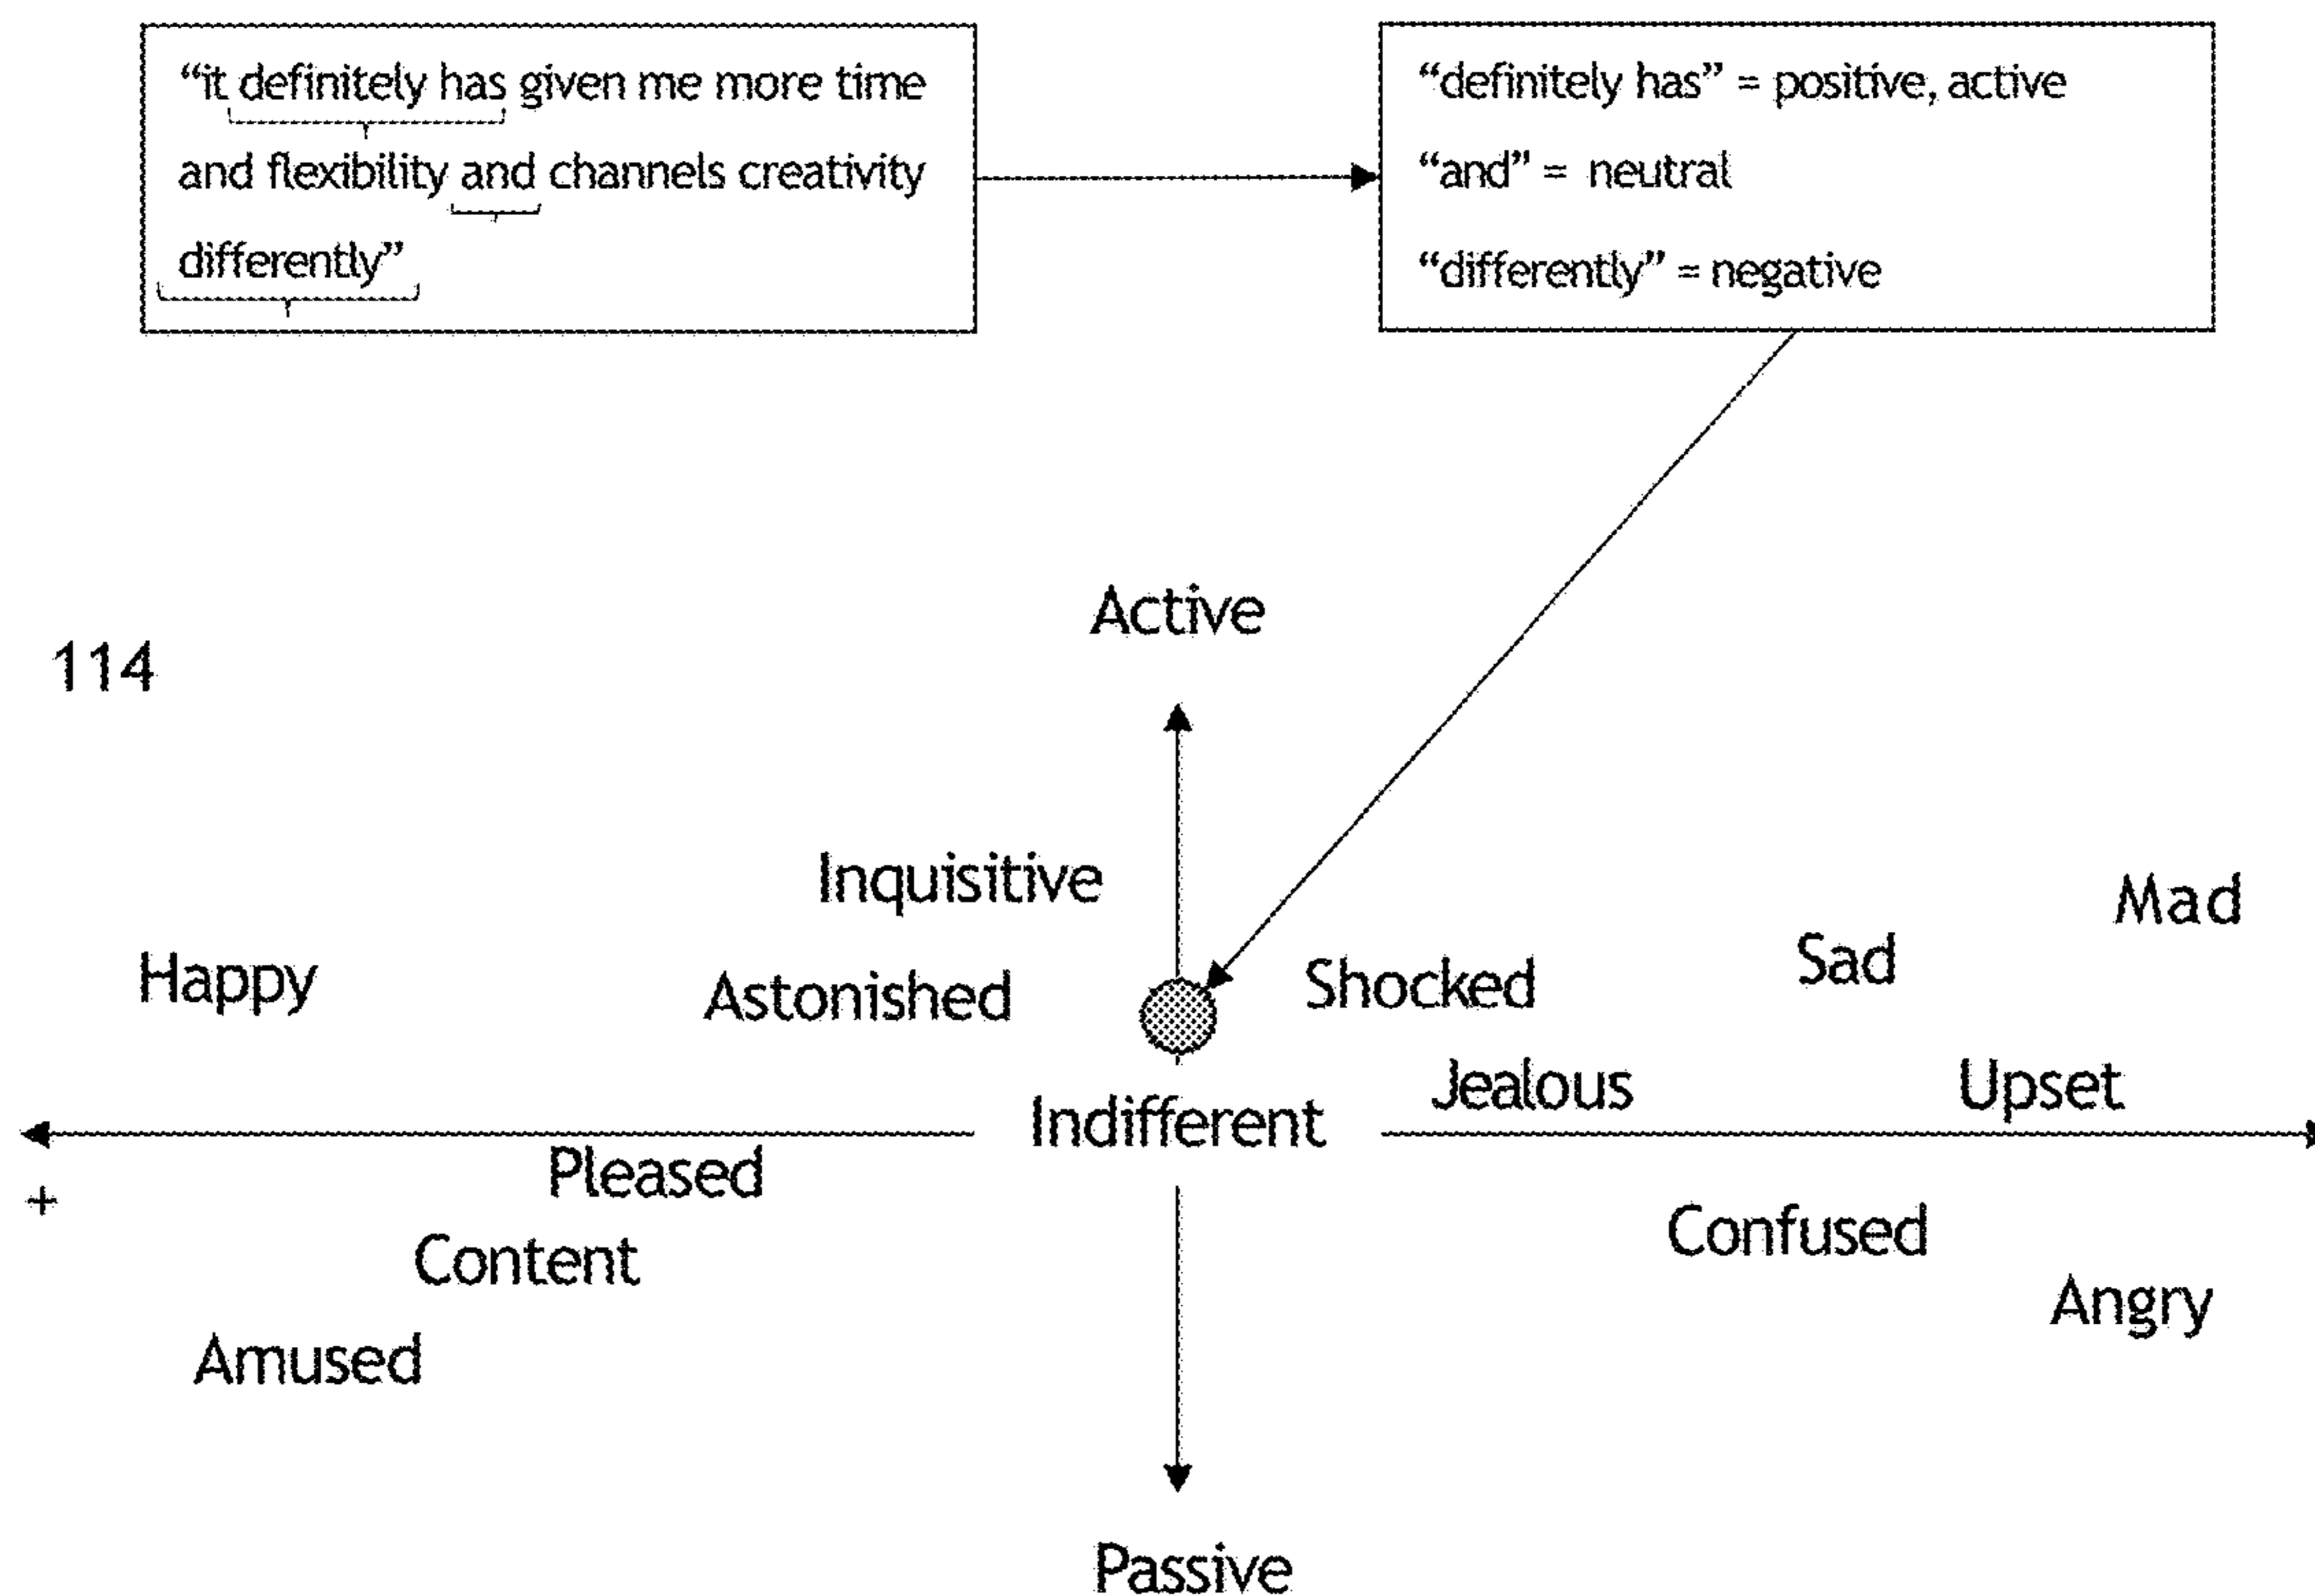 “it definitely has given me more time
and flexibility and channels creativity
differently”
“definitely has” = positive, active
“and” = neutral
“differently” = negative
Active
114
Inquisitive
Mad
Sad
Happy
Astonished
Shocked
Jealous
Upset
Indifferent
Pleased
+
Confused
Content
Angry
Amused
Passive